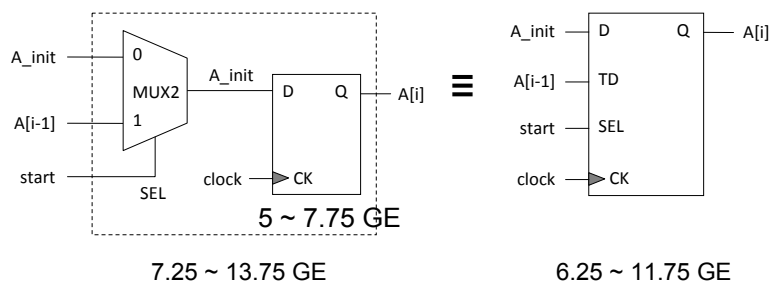 A_init
0
A[i-1]
1
MUX2
start
SEL
A_init
D
Q
A[i]
clock
CK
5 ~ 7.75 GE
7.25 ~ 13.75 GE
≡
A_init
D
Q
A[i]
A[i-1]
TD
start
SEL
clock
CK
6.25 ~ 11.75 GE